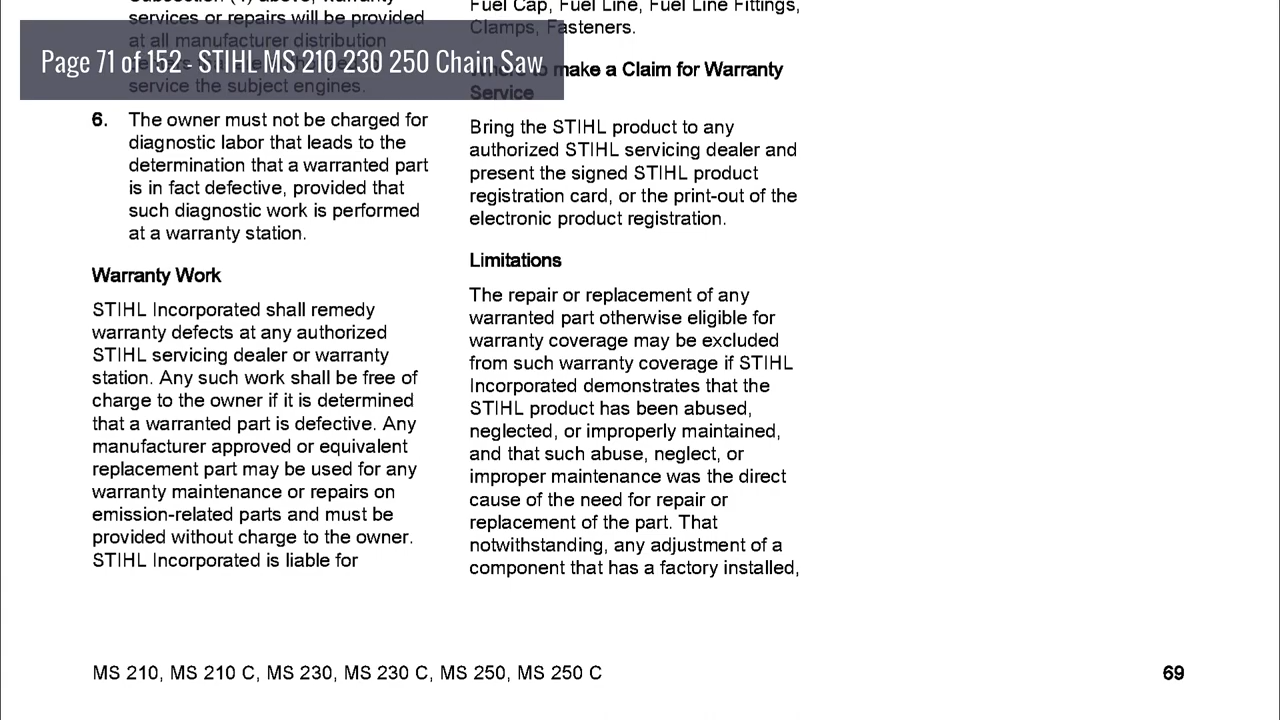 Page 71 of 152 - STIHL MS 210 230 250 Chain Saw
services or repairs will be provided
at all manufacturer distribution
service the subject engines.
6. The owner must not be charged for
diagnostic labor that leads to the
determination that a warranted part
is in fact defective, provided that
such diagnostic work is performed
at a warranty station.
Warranty Work
STIHL Incorporated shall remedy
warranty defects at any authorized
STIHL servicing dealer or warranty
station. Any such work shall be free of
charge to the owner if it is determined
that a warranted part is defective. Any
manufacturer approved or equivalent
replacement part may be used for any
warranty maintenance or repairs on
emission-related parts and must be
provided without charge to the owner.
STIHL Incorporated is liable for
Fuel Cap, Fuel Line, Fuel Line Fittings,
Clamps, Fasteners.
Where to make a Claim for Warranty
Service
Bring the STIHL product to any
authorized STIHL servicing dealer and
present the signed STIHL product
registration card, or the print-out of the
electronic product registration.
Limitations
The repair or replacement of any
warranted part otherwise eligible for
warranty coverage may be excluded
from such warranty coverage if STIHL
Incorporated demonstrates that the
STIHL product has been abused,
neglected, or improperly maintained,
and that such abuse, neglect, or
improper maintenance was the direct
cause of the need for repair or
replacement of the part. That
notwithstanding, any adjustment of a
component that has a factory installed,
MS 210, MS 210 C, MS 230, MS 230 C, MS 250, MS 250 C
69